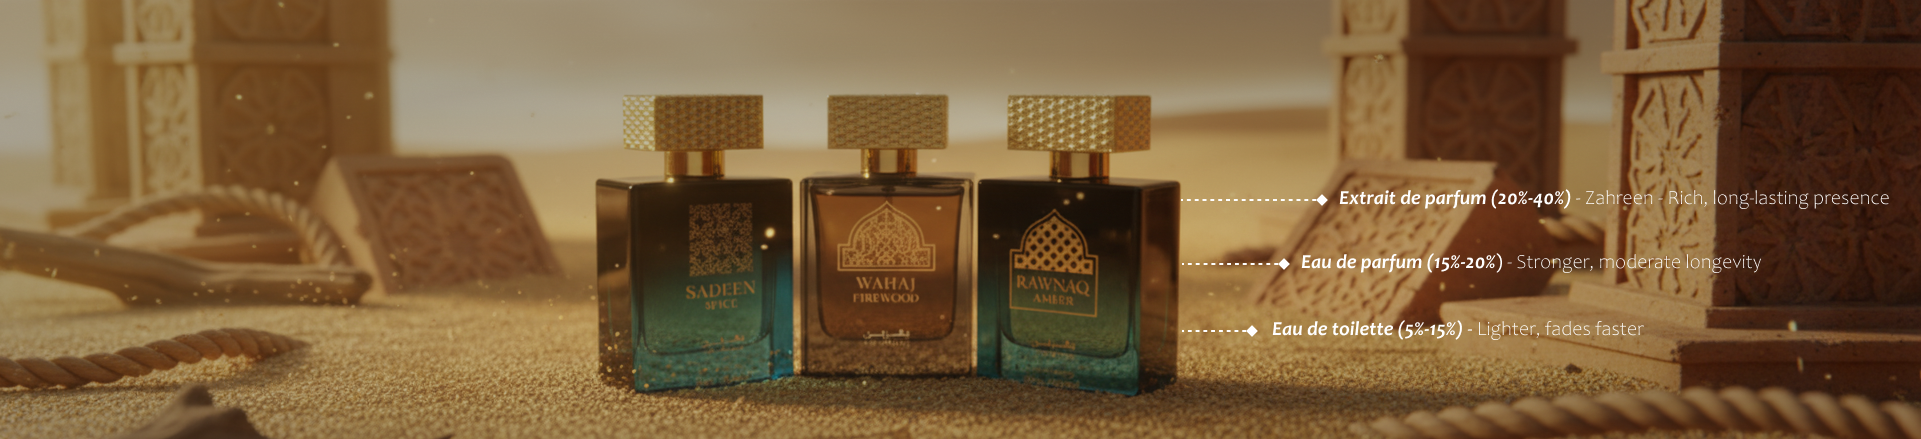 SADEEN
SPICE
WAHAJ
FIREWOOD
RAWNAQ
AMBER
Extrait de parfum (20%-40%) - Zahreen - Rich, long-lasting presence
Eau de parfum (15%-20%) - Stronger, moderate longevity
Eau de toilette (5%-15%) - Lighter, fades faster